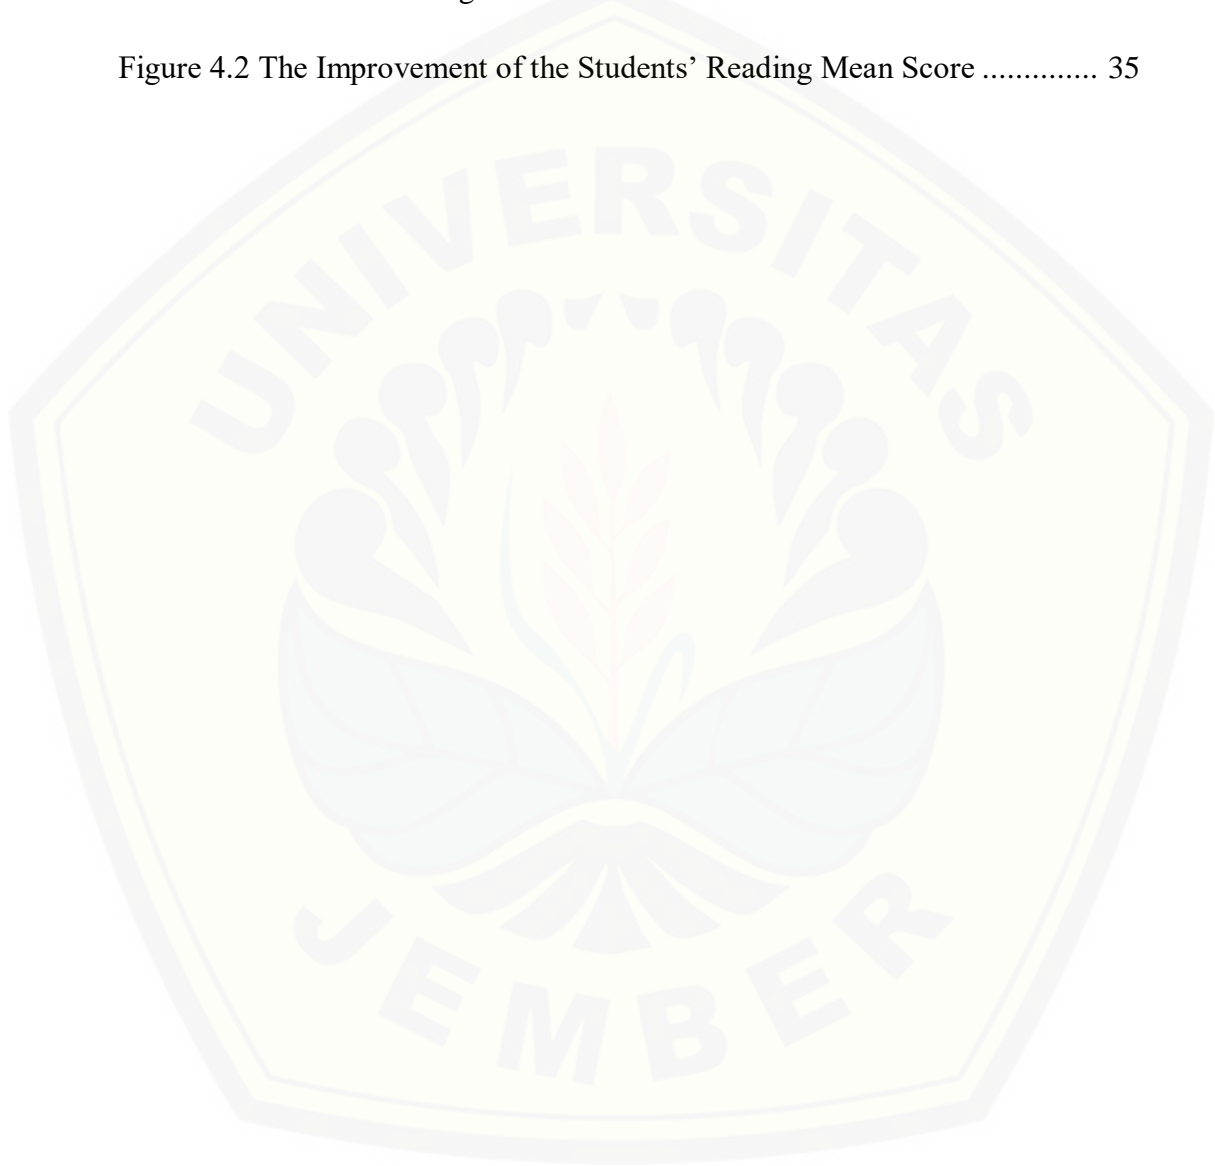 Figure 4.2 The Improvement of the Students’ Reading Mean Score .............. 35
UNIVERSITAS
JEMBER